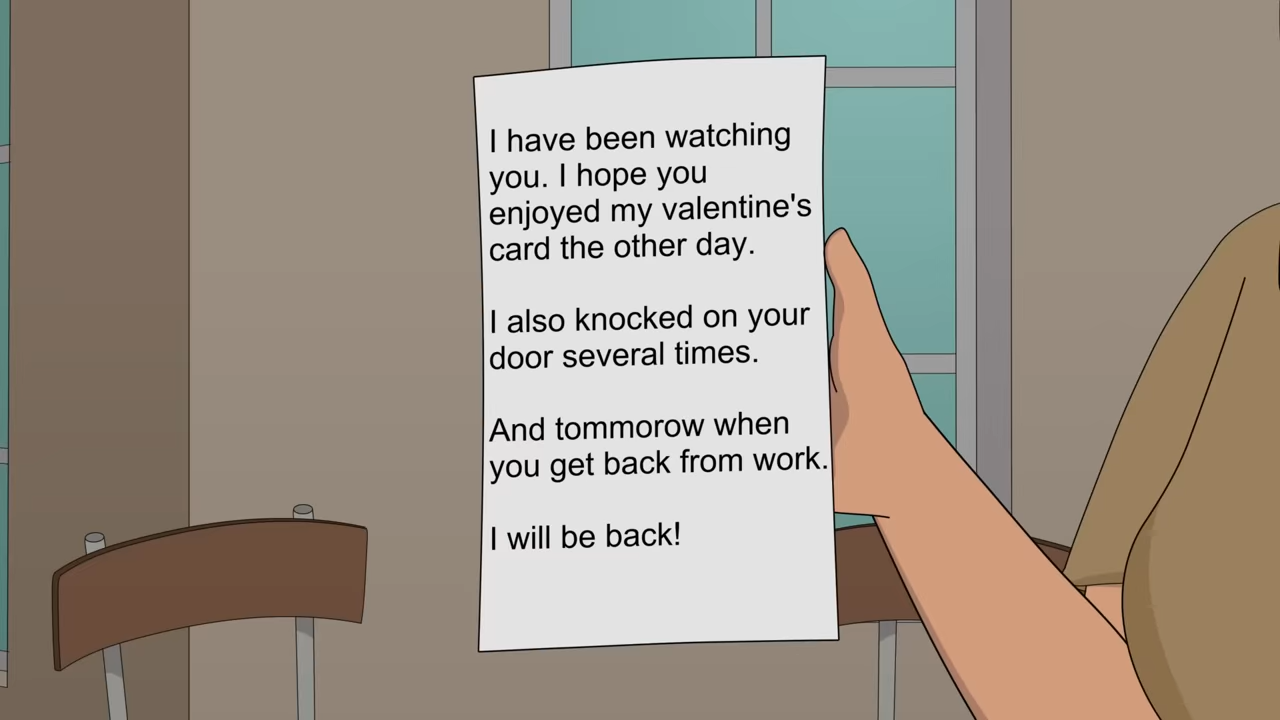 I have been watching
you. I hope you
enjoyed my valentine's
card the other day.
I also knocked on your
door several times.
And tommorow when
you get back from work.
I will be back!